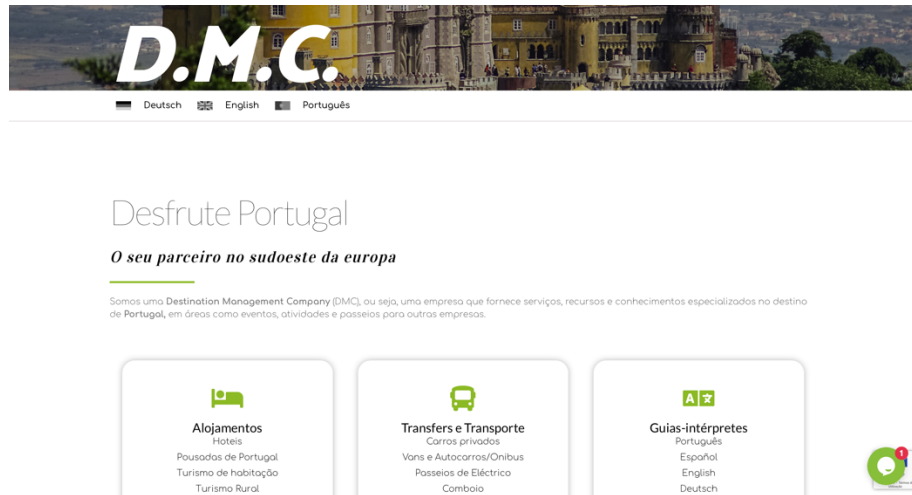 D.M.C.
Deutsch English Português
Desfrute Portugal
O seu parceiro no sudoeste da europa
Somos uma Destination Management Company (DMC), ou seja, uma empresa que fornece serviços, recursos e conhecimentos especializados no destino
de Portugal, em áreas como eventos, atividades e passeios para outras empresas.
Alojamentos
Hoteis
Pousadas de Portugal
Turismo de habitação
Turismo Rural
Transfers e Transporte
Carros privados
Vans e Autocarros/Onibus
Passeios de Eléctrico
Comboio
A
Guias-intérpretes
Português
Español
English
Deutsch
1